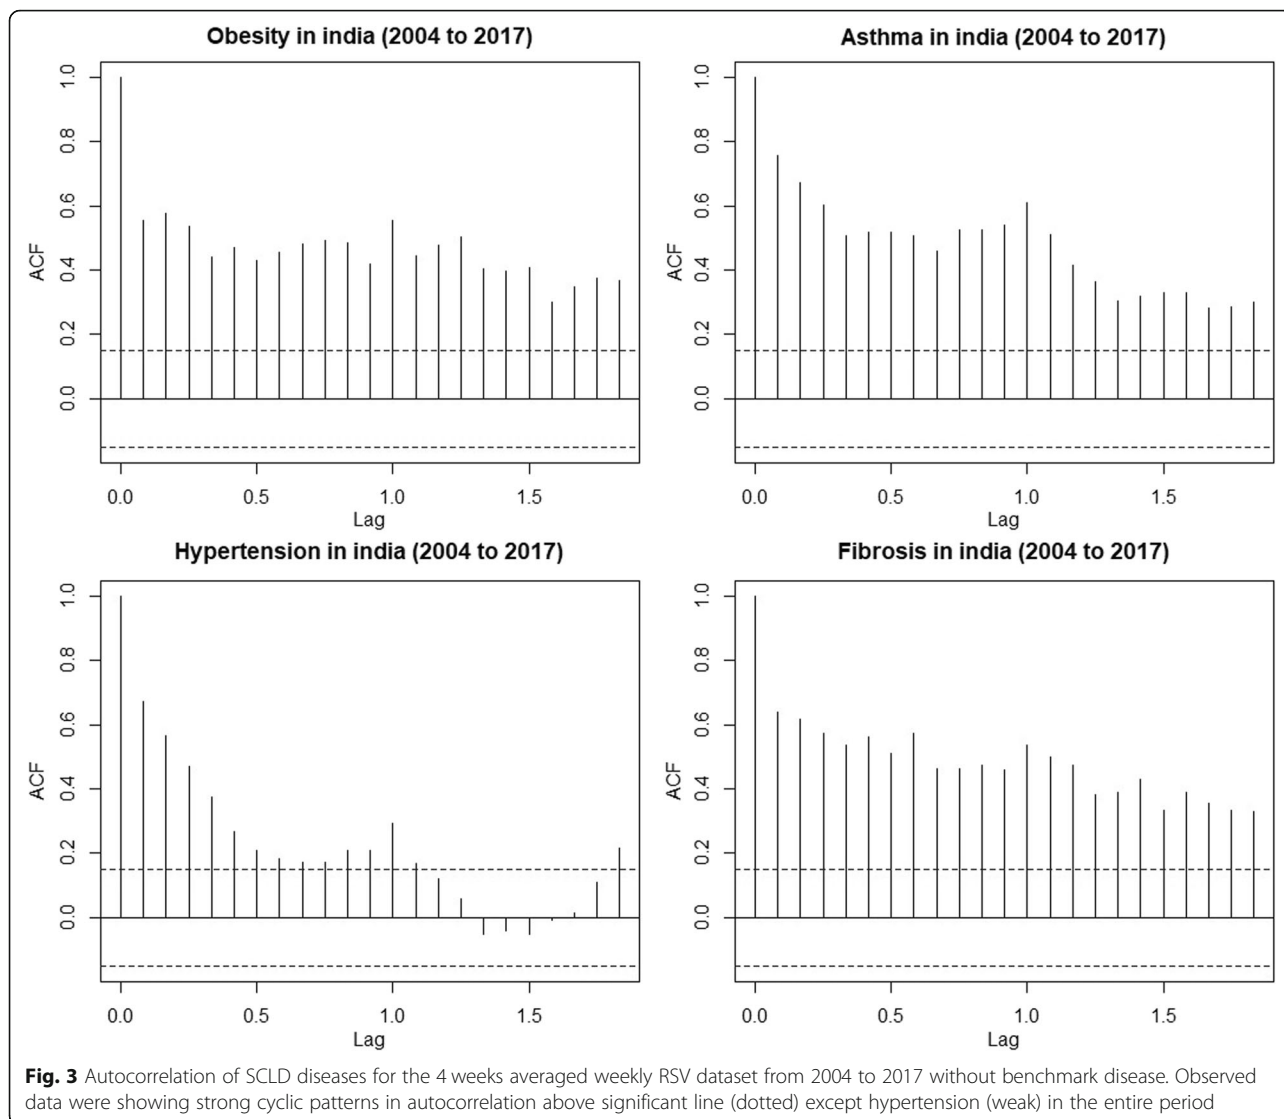 Obesity in india (2004 to 2017)
ACF
1.0
0.8
0.6
0.4
0.2
0.0
0.0 0.5 1.0 1.5
Lag
Asthma in india (2004 to 2017)
ACF
1.0
0.8
0.6
0.4
0.2
0.0
0.0 0.5 1.0 1.5
Lag
Hypertension in india (2004 to 2017)
ACF
1.0
0.8
0.6
0.4
0.2
0.0
0.0 0.5 1.0 1.5
Lag
Fibrosis in india (2004 to 2017)
ACF
1.0
0.8
0.6
0.4
0.2
0.0
0.0 0.5 1.0 1.5
Lag
Fig. 3 Autocorrelation of SCLD diseases for the 4 weeks averaged weekly RSV dataset from 2004 to 2017 without benchmark disease. Observed
data were showing strong cyclic patterns in autocorrelation above significant line (dotted) except hypertension (weak) in the entire period